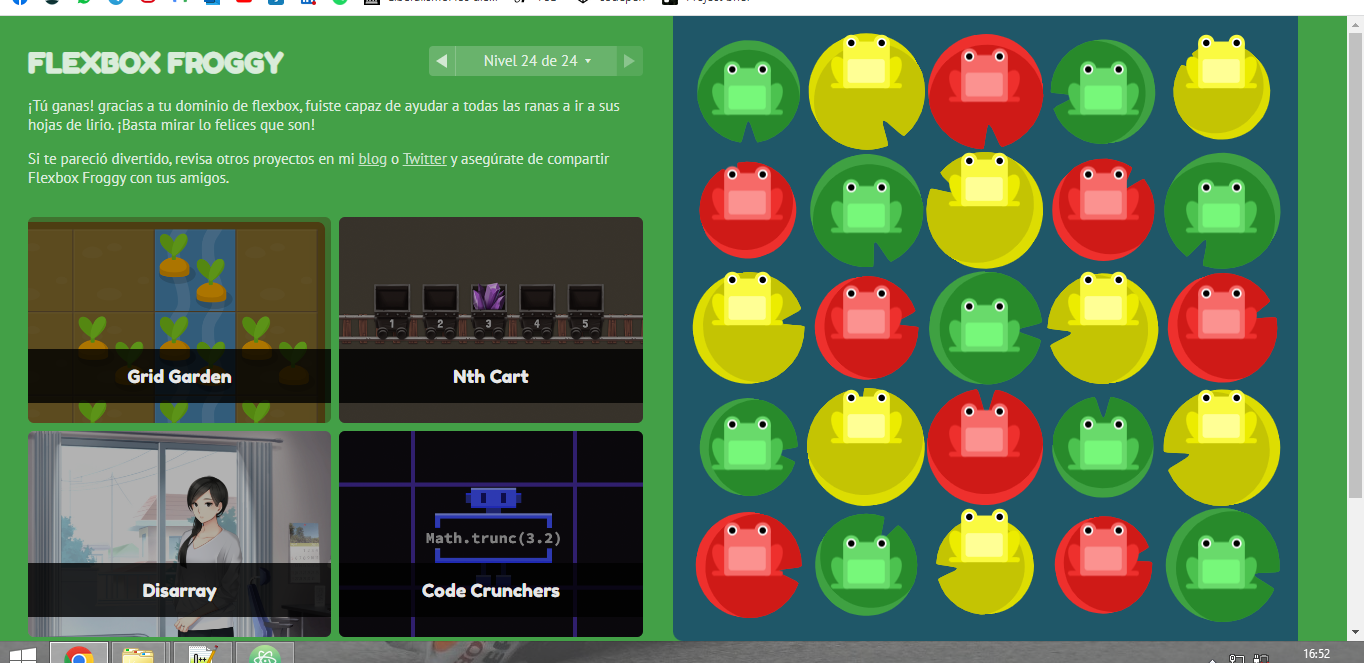 FLEXBOX FROGGY
Nivel 24 de 24
¡Tú ganas! gracias a tu dominio de flexbox, fuiste capaz de ayudar a todas las ranas a ir a sus
hojas de lirio. ¡Basta mirar lo felices que son!
Si te pareció divertido, revisa otros proyectos en mi blog o Twitter y asegúrate de compartir
Flexbox Froggy con tus amigos.
Grid Garden
1 2 3 4 5
Nth Cart
Disarray
Math.trunc(3.2)
Code Crunchers
16:52